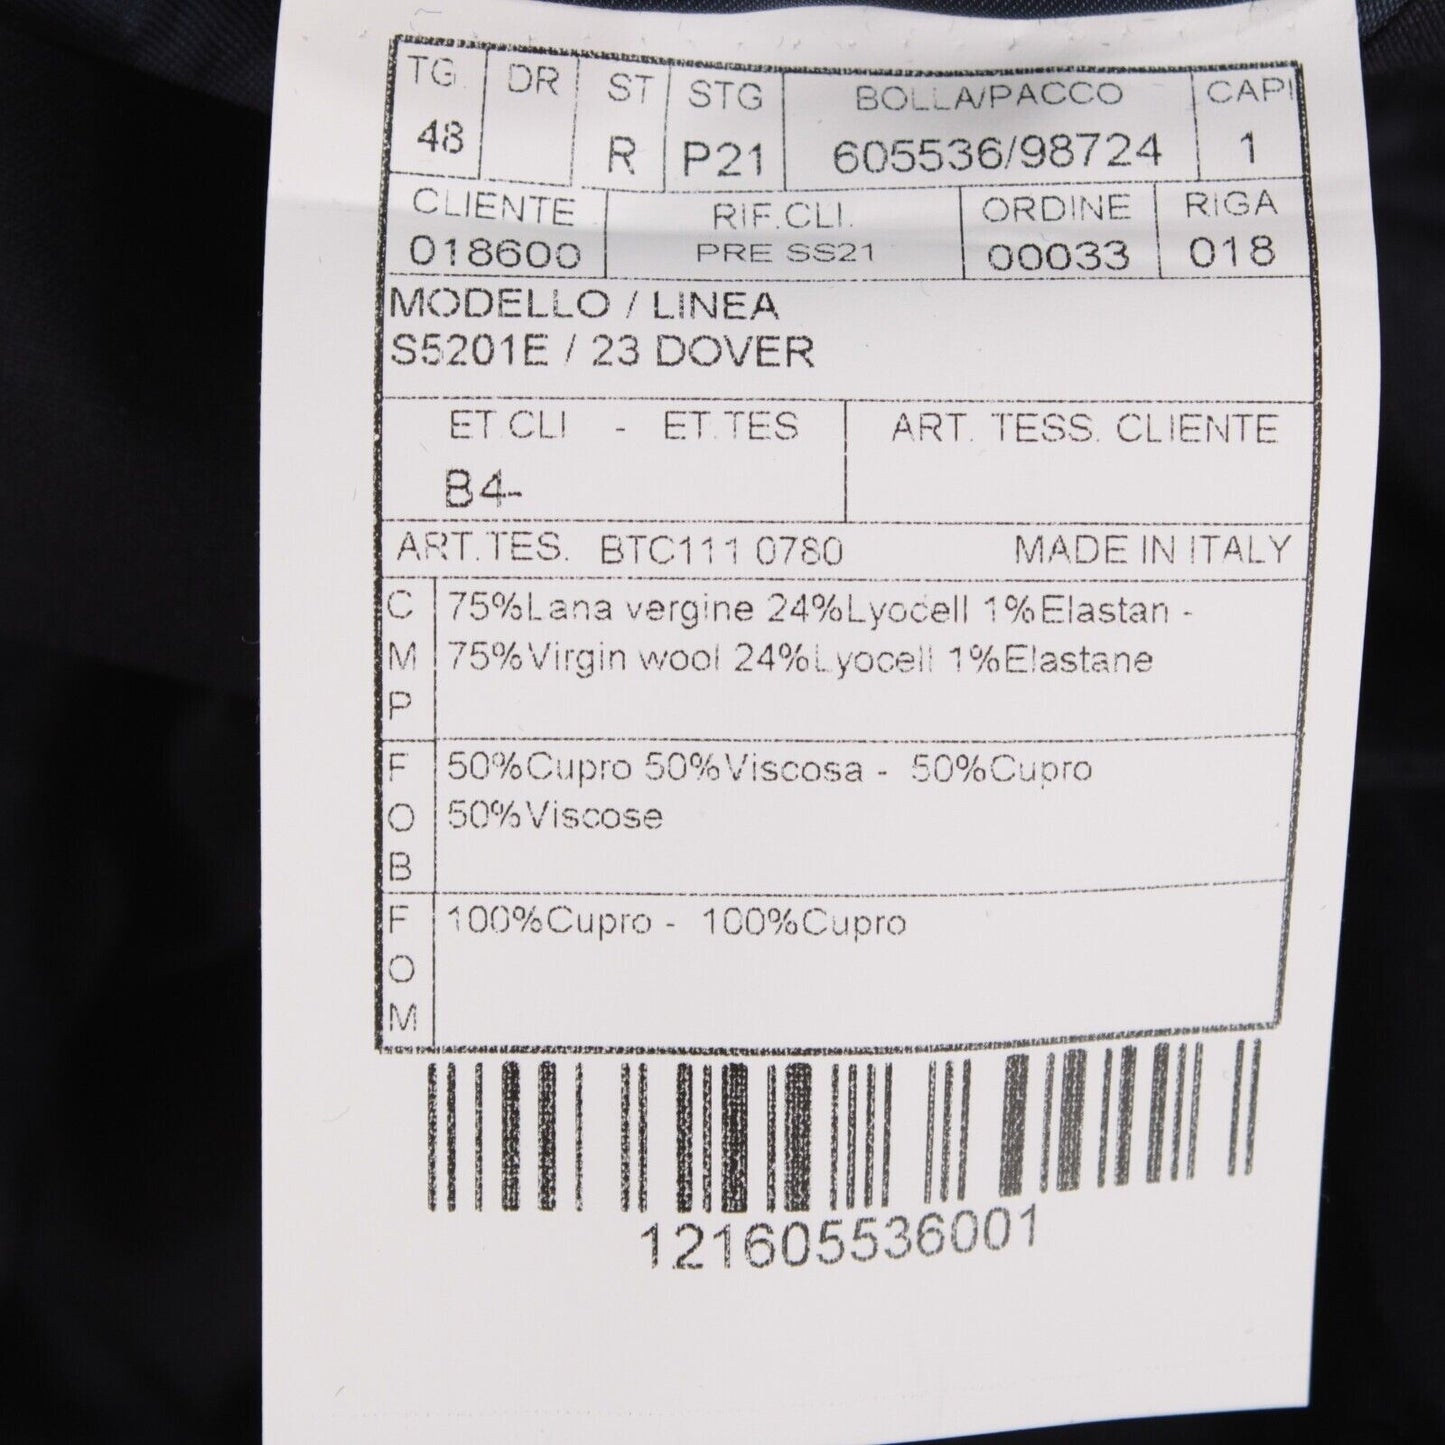 TG. DR ST STG BOLLA/PACCO CAPI
48 R P21 605536/98724 1
CLIENTE RIF.CLI. ORDINE RIGA
018600 PRE SS21 00033 018
MODELLO / LINEA
S5201E / 23 DOVER
ET.CLI - ET.TES ART. TESS. CLIENTE
B4-
ART.TES. BTC111 0780 MADE IN ITALY
C 75%Lana vergine 24%Lyocell 1%Elastan -
M 75%Virgin wool 24%Lyocell 1%Elastane
P
F 50%Cupro 50%Viscosa - 50%Cupro
O 50%Viscose
B
F 100%Cupro - 100%Cupro
O
M
121605536001